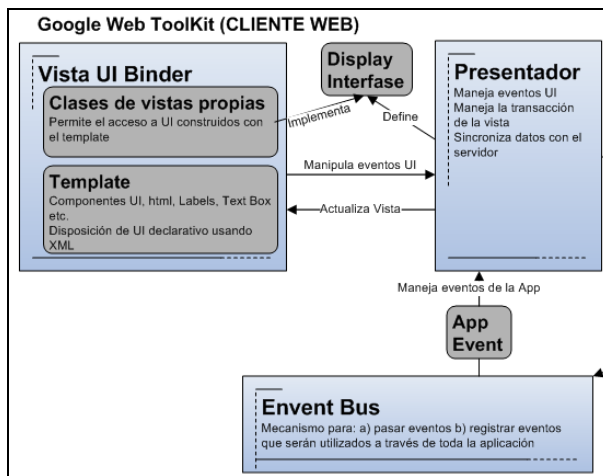 Google Web ToolKit (CLIENTE WEB)
Vista UI Binder
Clases de vistas propias
Permite el acceso a UI construidos con
el template
Template
Componentes UI, html, Labels, Text Box
etc.
Disposición de UI declarativo usando
XML
Display
Interfase
Implementa
Define
Manipula eventos UI
Actualiza Vista
Presentador
Maneja eventos UI
Maneja la transacción
de la vista
Sincroniza datos con el
servidor
Maneja eventos de la App
App
Event
Envent Bus
Mecanismo para: a) pasar eventos b) registrar eventos
que serán utilizados a través de toda la aplicación